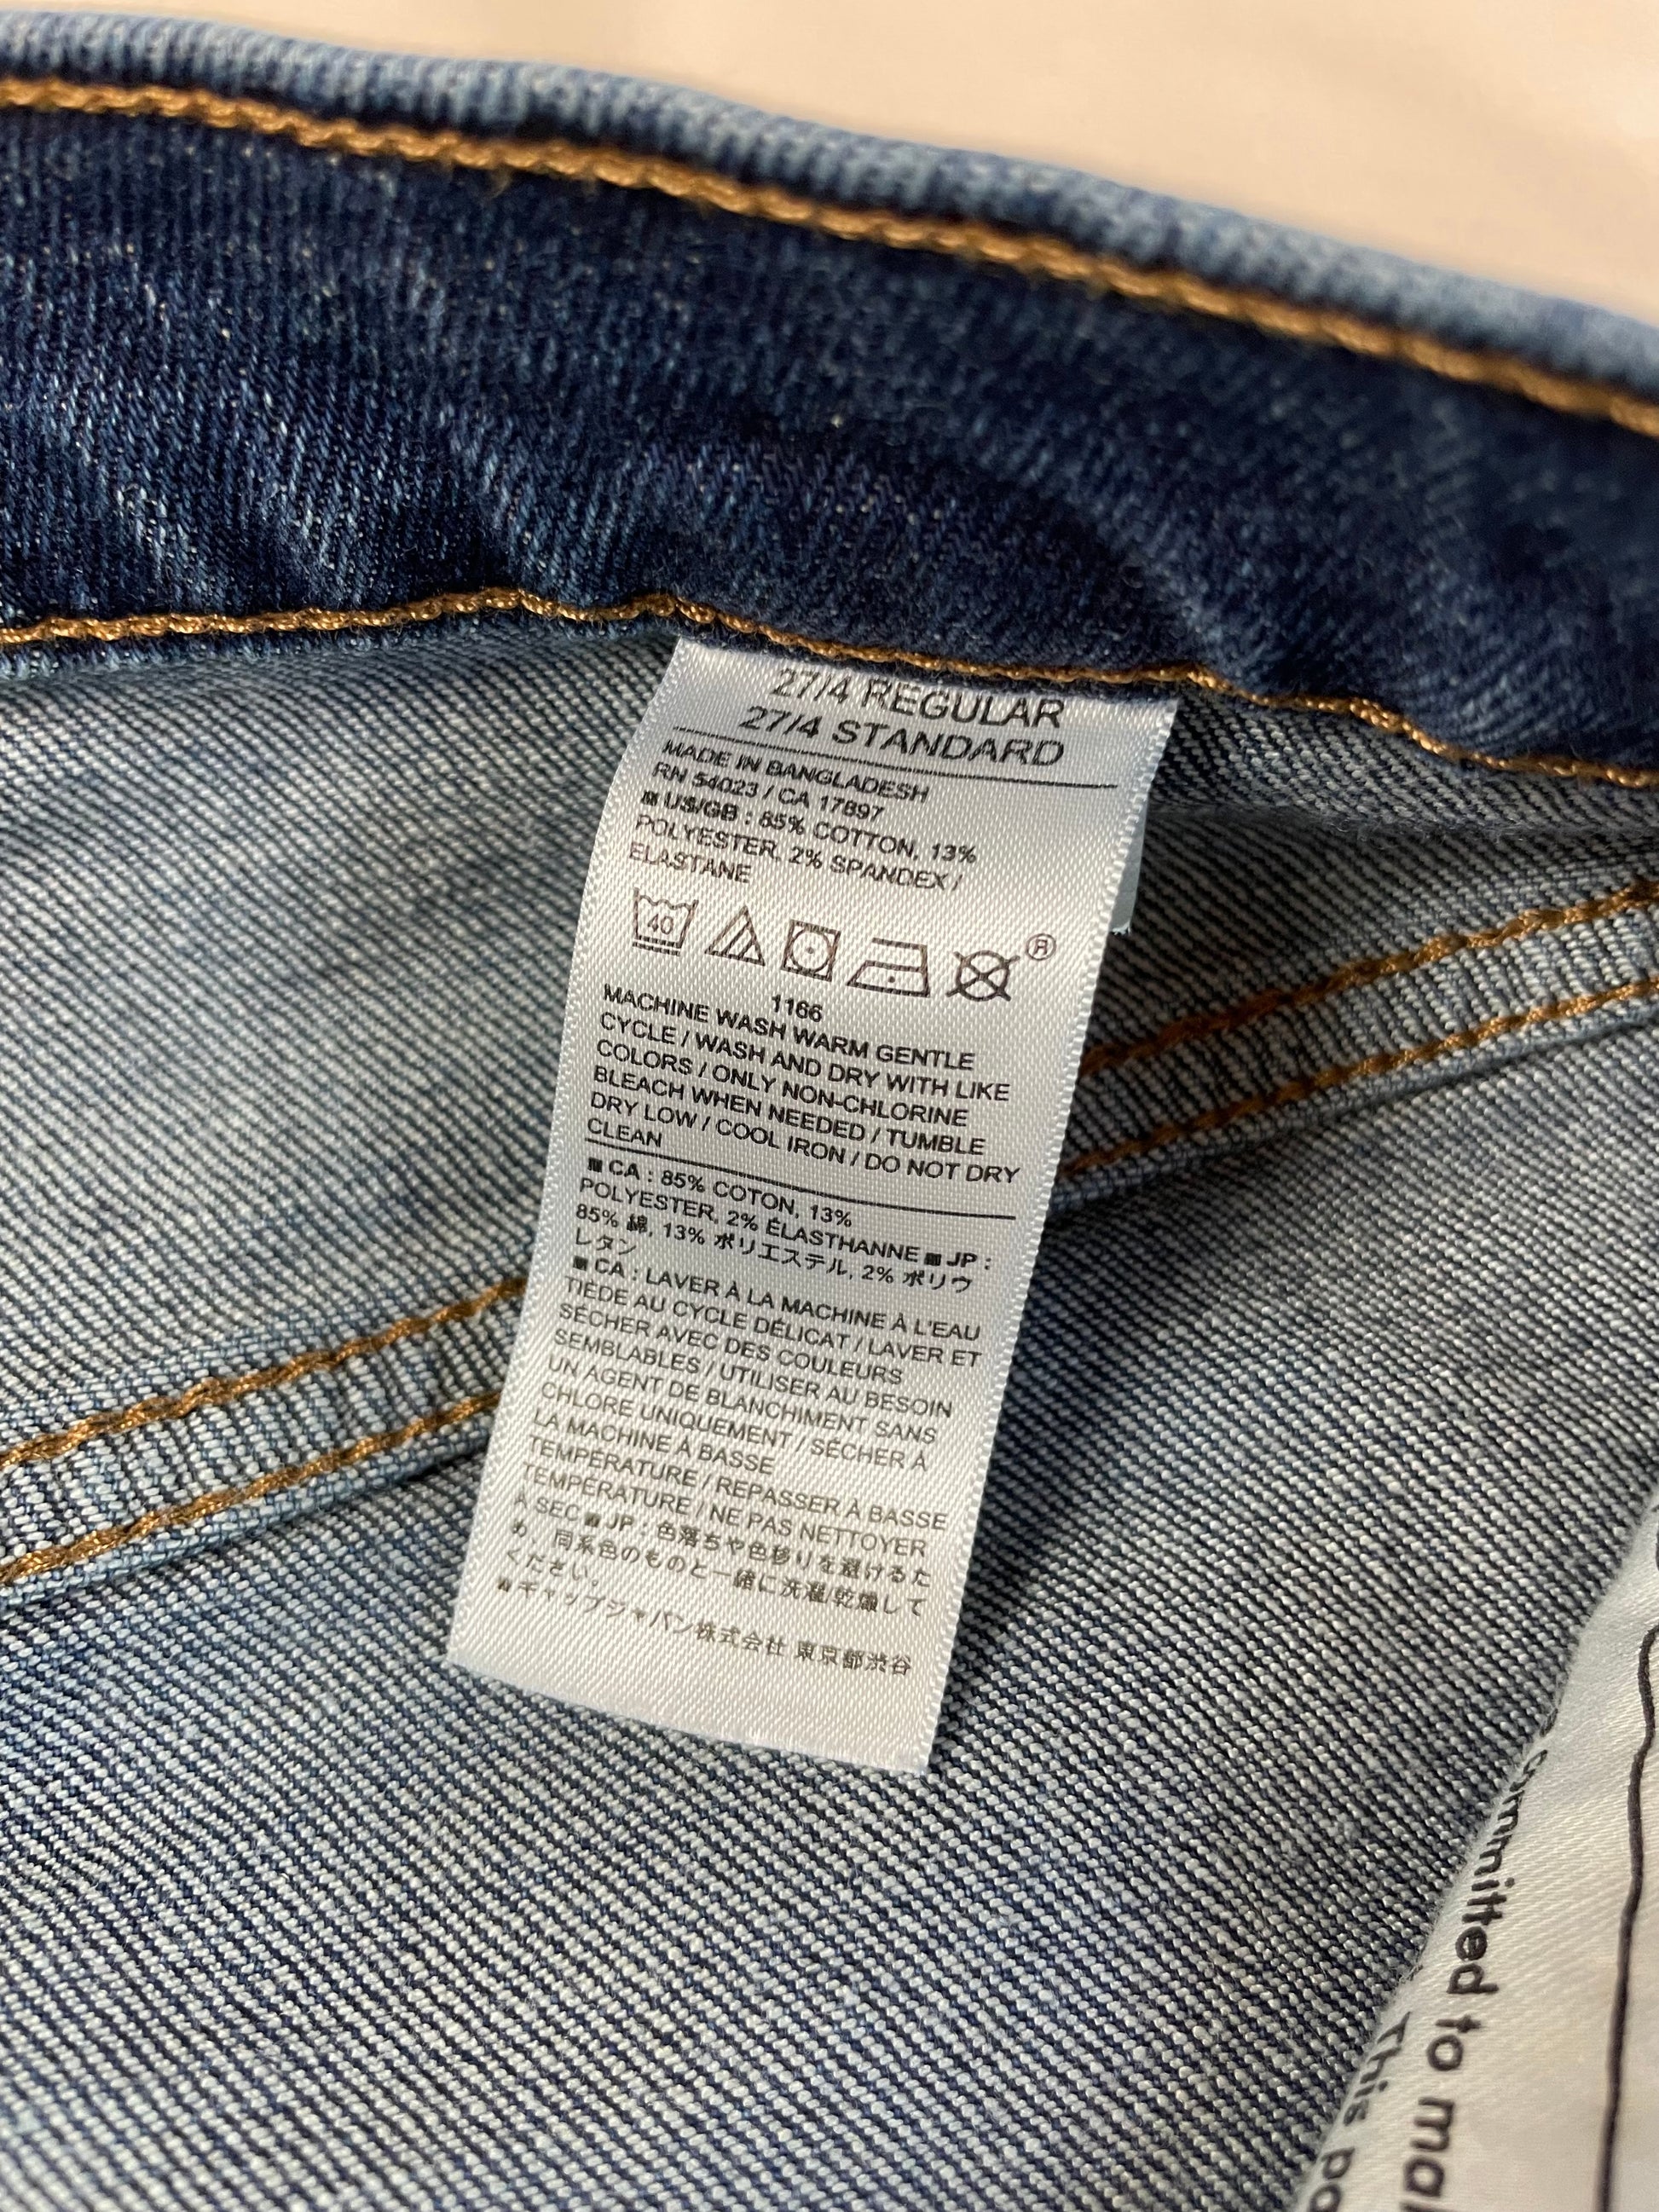 27/4 REGULAR
27/4 STANDARD
MADE IN BANGLADESH
RN 54023 / CA 17897
■ US/GB : 85% COTTON, 13%
POLYESTER, 2% SPANDEX /
ELASTANE
40
®
1166
MACHINE WASH WARM GENTLE
CYCLE / WASH AND DRY WITH LIKE
COLORS / ONLY NON-CHLORINE
BLEACH WHEN NEEDED / TUMBLE
DRY LOW / COOL IRON / DO NOT DRY
CLEAN
■ CA : 85% COTON, 13%
POLYESTER, 2% ÉLASTHANNE ■ JP :
85% 綿, 13% ポリエステル, 2% ポリウ
レタン
■ CA : LAVER À LA MACHINE À L'EAU
TIÈDE AU CYCLE DÉLICAT / LAVER ET
SÉCHER AVEC DES COULEURS
SEMBLABLES / UTILISER AU BESOIN
UN AGENT DE BLANCHIMENT SANS
CHLORE UNIQUEMENT / SÉCHER À
LA MACHINE À BASSE
TEMPÉRATURE / REPASSER À BASSE
TEMPÉRATURE / NE PAS NETTOYER
À SEC ■ JP : 色落ちや色移りを避けるた
め、同系色のものと一緒に洗濯/乾燥して
ください。
■ ギャップジャパン株式会社 東京都渋谷
committed to
This